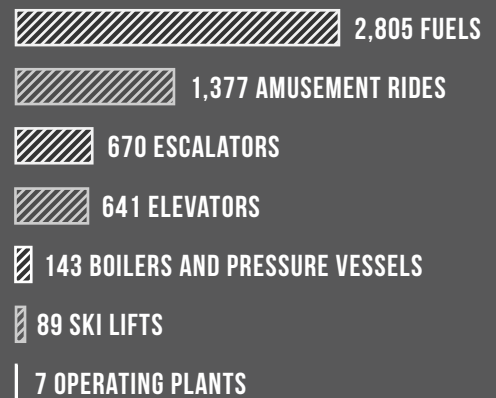 2,805 FUELS
1,377 AMUSEMENT RIDES
670 ESCALATORS
641 ELEVATORS
143 BOILERS AND PRESSURE VESSELS
89 SKI LIFTS
7 OPERATING PLANTS